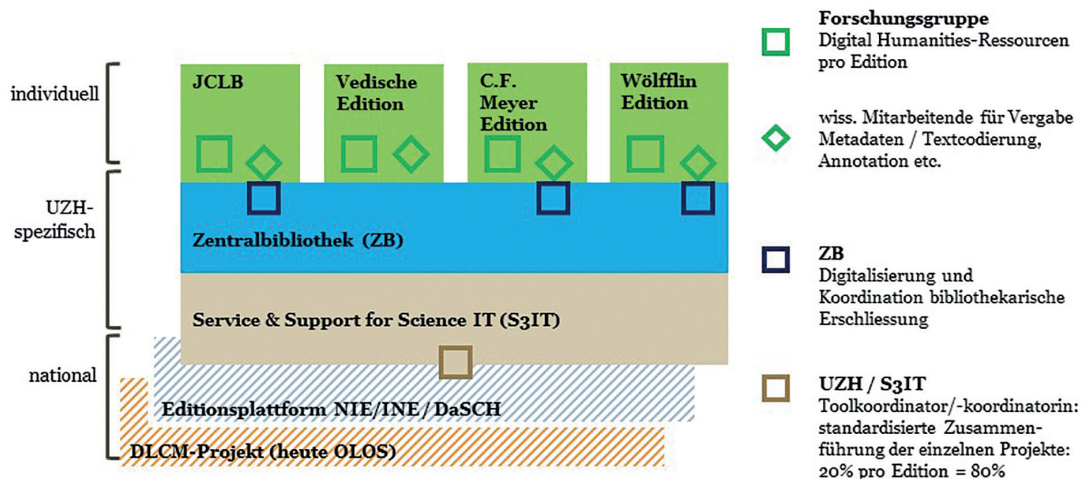 individuell
UZH-
spezifisch
national
JCLB
Vedische
Edition
C.F.
Meyer
Edition
Wölfflin
Edition
Zentralbibliothek (ZB)
Service & Support for Science IT (S3IT)
Editionsplattform NIE/INE / DaSCH
DLCM-Projekt (heute OLOS)
Forschungsgruppe
Digital Humanities-Ressourcen
pro Edition
wiss. Mitarbeitende für Vergabe
Metadaten / Textcodierung,
Annotation etc.
ZB
Digitalisierung und
Koordination bibliothekarische
Erschliessung
UZH / S3IT
Toolkoordinator/-koordinatorin:
standardisierte Zusammen-
führung der einzelnen Projekte:
20% pro Edition = 80%